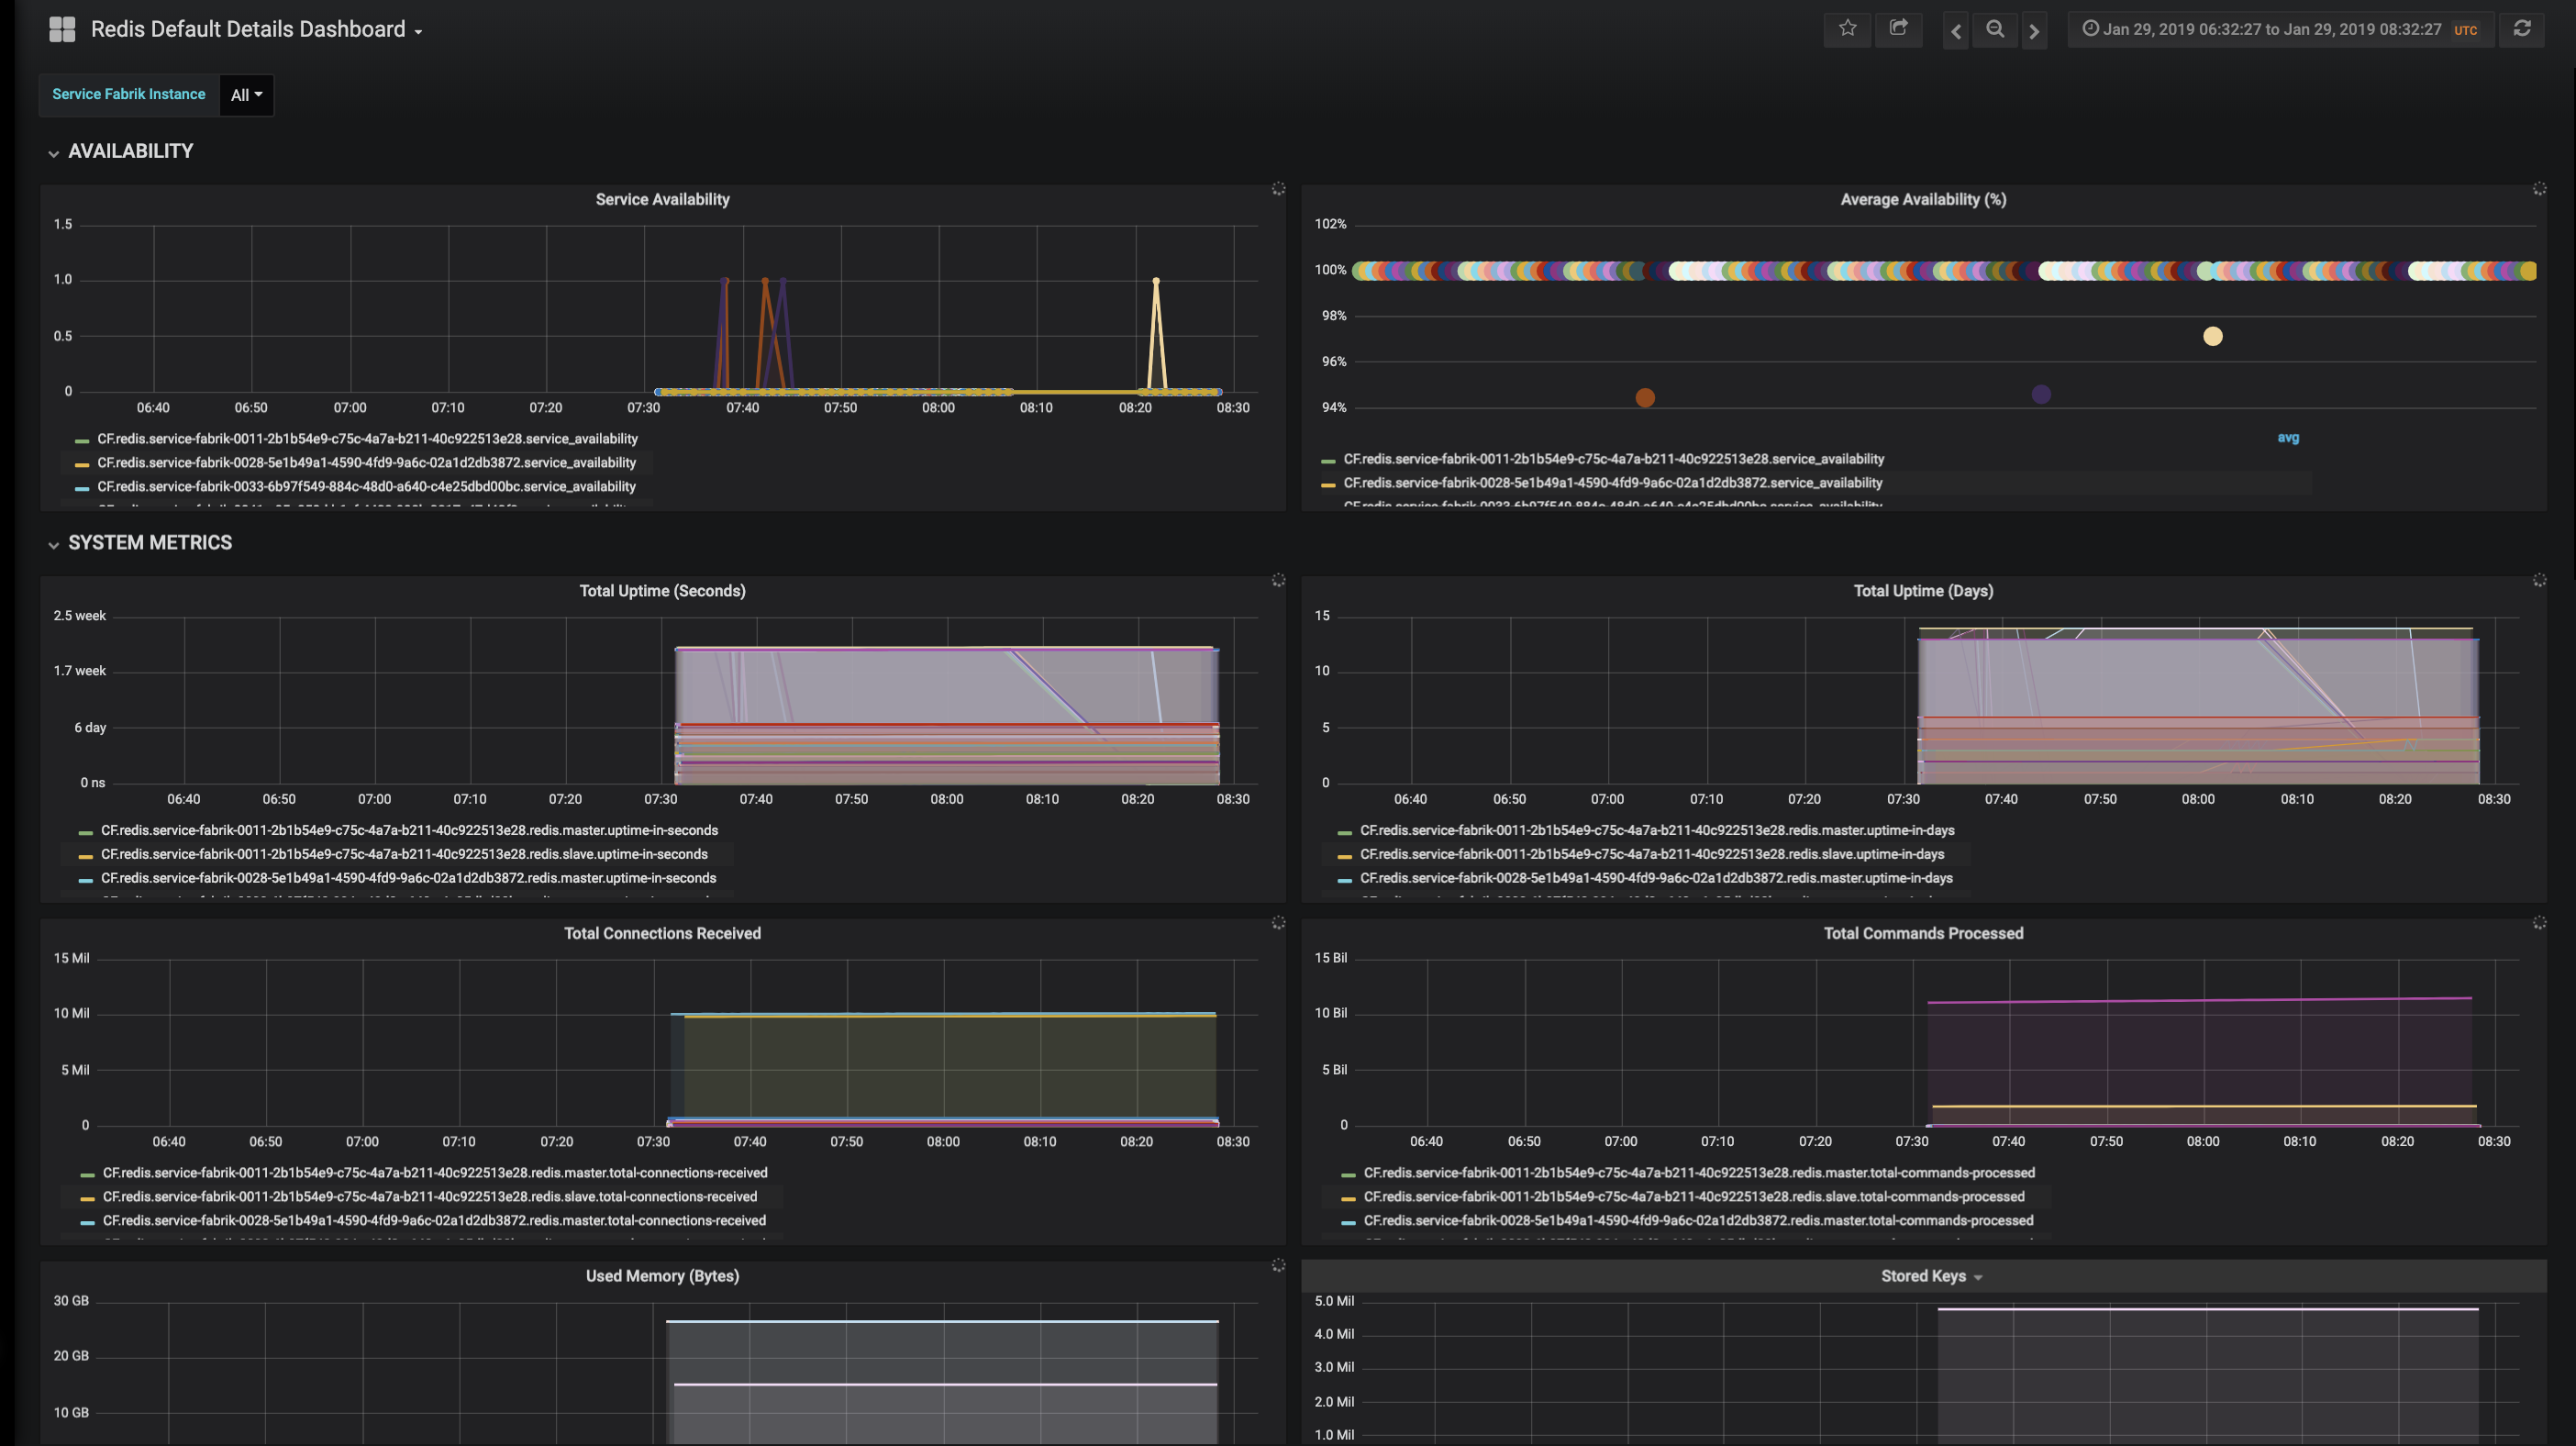 Redis Default Details Dashboard
Jan 29, 2019 06:32:27 to Jan 29, 2019 08:32:27 UTC
Service Fabrik Instance All
AVAILABILITY
Service Availability
1.5
1.0
0.5
0
06:40 06:50 07:00 07:10 07:20 07:30 07:40 07:50 08:00 08:10 08:20 08:30
CF.redis.service-fabrik-0011-2b1b54e9-c75c-4a7a-b211-40c922513e28.service_availability
CF.redis.service-fabrik-0028-5e1b49a1-4590-4fd9-9a6c-02a1d2db3872.service_availability
CF.redis.service-fabrik-0033-6b97f549-884c-48d0-a640-c4e25dbd00bc.service_availability
Average Availability (%)
102%
100%
98%
96%
94%
avg
CF.redis.service-fabrik-0011-2b1b54e9-c75c-4a7a-b211-40c922513e28.service_availability
CF.redis.service-fabrik-0028-5e1b49a1-4590-4fd9-9a6c-02a1d2db3872.service_availability
CF.redis.service-fabrik-0033-6b97f549-884c-48d0-a640-c4e25dbd00bc.service_availability
SYSTEM METRICS
Total Uptime (Seconds)
2.5 week
1.7 week
6 day
0 ns
06:40 06:50 07:00 07:10 07:20 07:30 07:40 07:50 08:00 08:10 08:20 08:30
CF.redis.service-fabrik-0011-2b1b54e9-c75c-4a7a-b211-40c922513e28.redis.master.uptime-in-seconds
CF.redis.service-fabrik-0011-2b1b54e9-c75c-4a7a-b211-40c922513e28.redis.slave.uptime-in-seconds
CF.redis.service-fabrik-0028-5e1b49a1-4590-4fd9-9a6c-02a1d2db3872.redis.master.uptime-in-seconds
Total Uptime (Days)
15
10
5
0
06:40 06:50 07:00 07:10 07:20 07:30 07:40 07:50 08:00 08:10 08:20 08:30
CF.redis.service-fabrik-0011-2b1b54e9-c75c-4a7a-b211-40c922513e28.redis.master.uptime-in-days
CF.redis.service-fabrik-0011-2b1b54e9-c75c-4a7a-b211-40c922513e28.redis.slave.uptime-in-days
CF.redis.service-fabrik-0028-5e1b49a1-4590-4fd9-9a6c-02a1d2db3872.redis.master.uptime-in-days
Total Connections Received
15 Mil
10 Mil
5 Mil
0
06:40 06:50 07:00 07:10 07:20 07:30 07:40 07:50 08:00 08:10 08:20 08:30
CF.redis.service-fabrik-0011-2b1b54e9-c75c-4a7a-b211-40c922513e28.redis.master.total-connections-received
CF.redis.service-fabrik-0011-2b1b54e9-c75c-4a7a-b211-40c922513e28.redis.slave.total-connections-received
CF.redis.service-fabrik-0028-5e1b49a1-4590-4fd9-9a6c-02a1d2db3872.redis.master.total-connections-received
Total Commands Processed
15 Bil
10 Bil
5 Bil
0
06:40 06:50 07:00 07:10 07:20 07:30 07:40 07:50 08:00 08:10 08:20 08:30
CF.redis.service-fabrik-0011-2b1b54e9-c75c-4a7a-b211-40c922513e28.redis.master.total-commands-processed
CF.redis.service-fabrik-0011-2b1b54e9-c75c-4a7a-b211-40c922513e28.redis.slave.total-commands-processed
CF.redis.service-fabrik-0028-5e1b49a1-4590-4fd9-9a6c-02a1d2db3872.redis.master.total-commands-processed
Used Memory (Bytes)
30 GB
20 GB
10 GB
Stored Keys
5.0 Mil
4.0 Mil
3.0 Mil
2.0 Mil
1.0 Mil